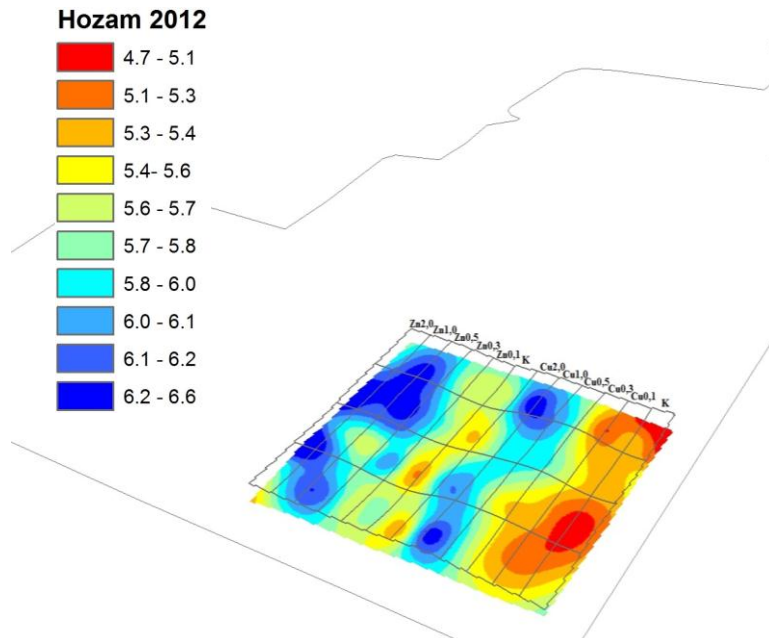 Hozam 2012
4.7 - 5.1
5.1 - 5.3
5.3 - 5.4
5.4- 5.6
5.6 - 5.7
5.7 - 5.8
5.8 - 6.0
6.0 - 6.1
6.1 - 6.2
6.2 - 6.6
Zn2,0
Zn1,0
Zn0,5
Zn0,3
Zn0,1
K
Cu2,0
Cu1,0
Cu0,5
Cu0,3
Cu0,1
K